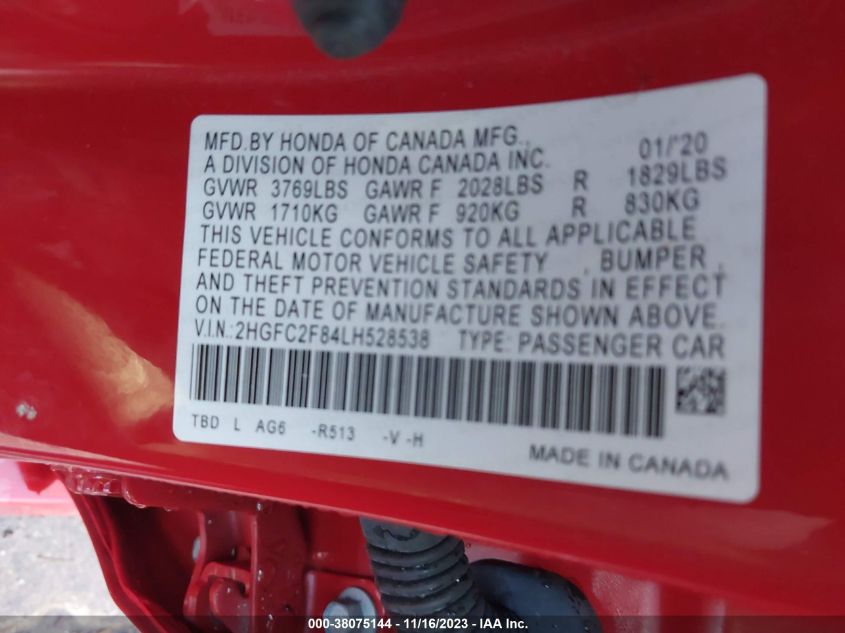 MFD.BY HONDA OF CANADA MFG., 01/'20
A DIVISION OF HONDA CANADA INC.
GVWR 3769LBS GAWR F 2028LBS R 1829LBS
GVWR 1710KG GAWR F 920KG R 830KG
THIS VEHICLE CONFORMS TO ALL APPLICABLE
FEDERAL MOTOR VEHICLE SAFETY , BUMPER ,
AND THEFT PREVENTION STANDARDS IN EFFECT
ON THE DATE OF MANUFACTURE SHOWN ABOVE.
V.I.N.:2HGFC2F84LH528538 TYPE: PASSENGER CAR
TBD L AG6 -R513 -V -H
MADE IN CANADA
000-38075144 - 11/16/2023 - IAA Inc.